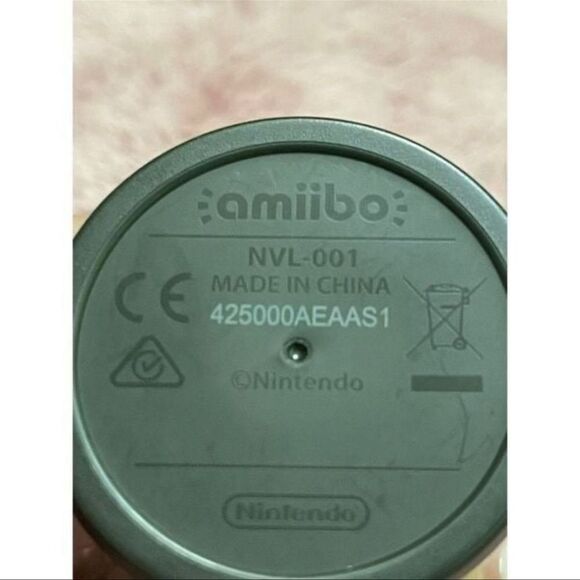 amiibo
NVL-001
MADE IN CHINA
CE
425000AEAAS1
©Nintendo
Nintendo